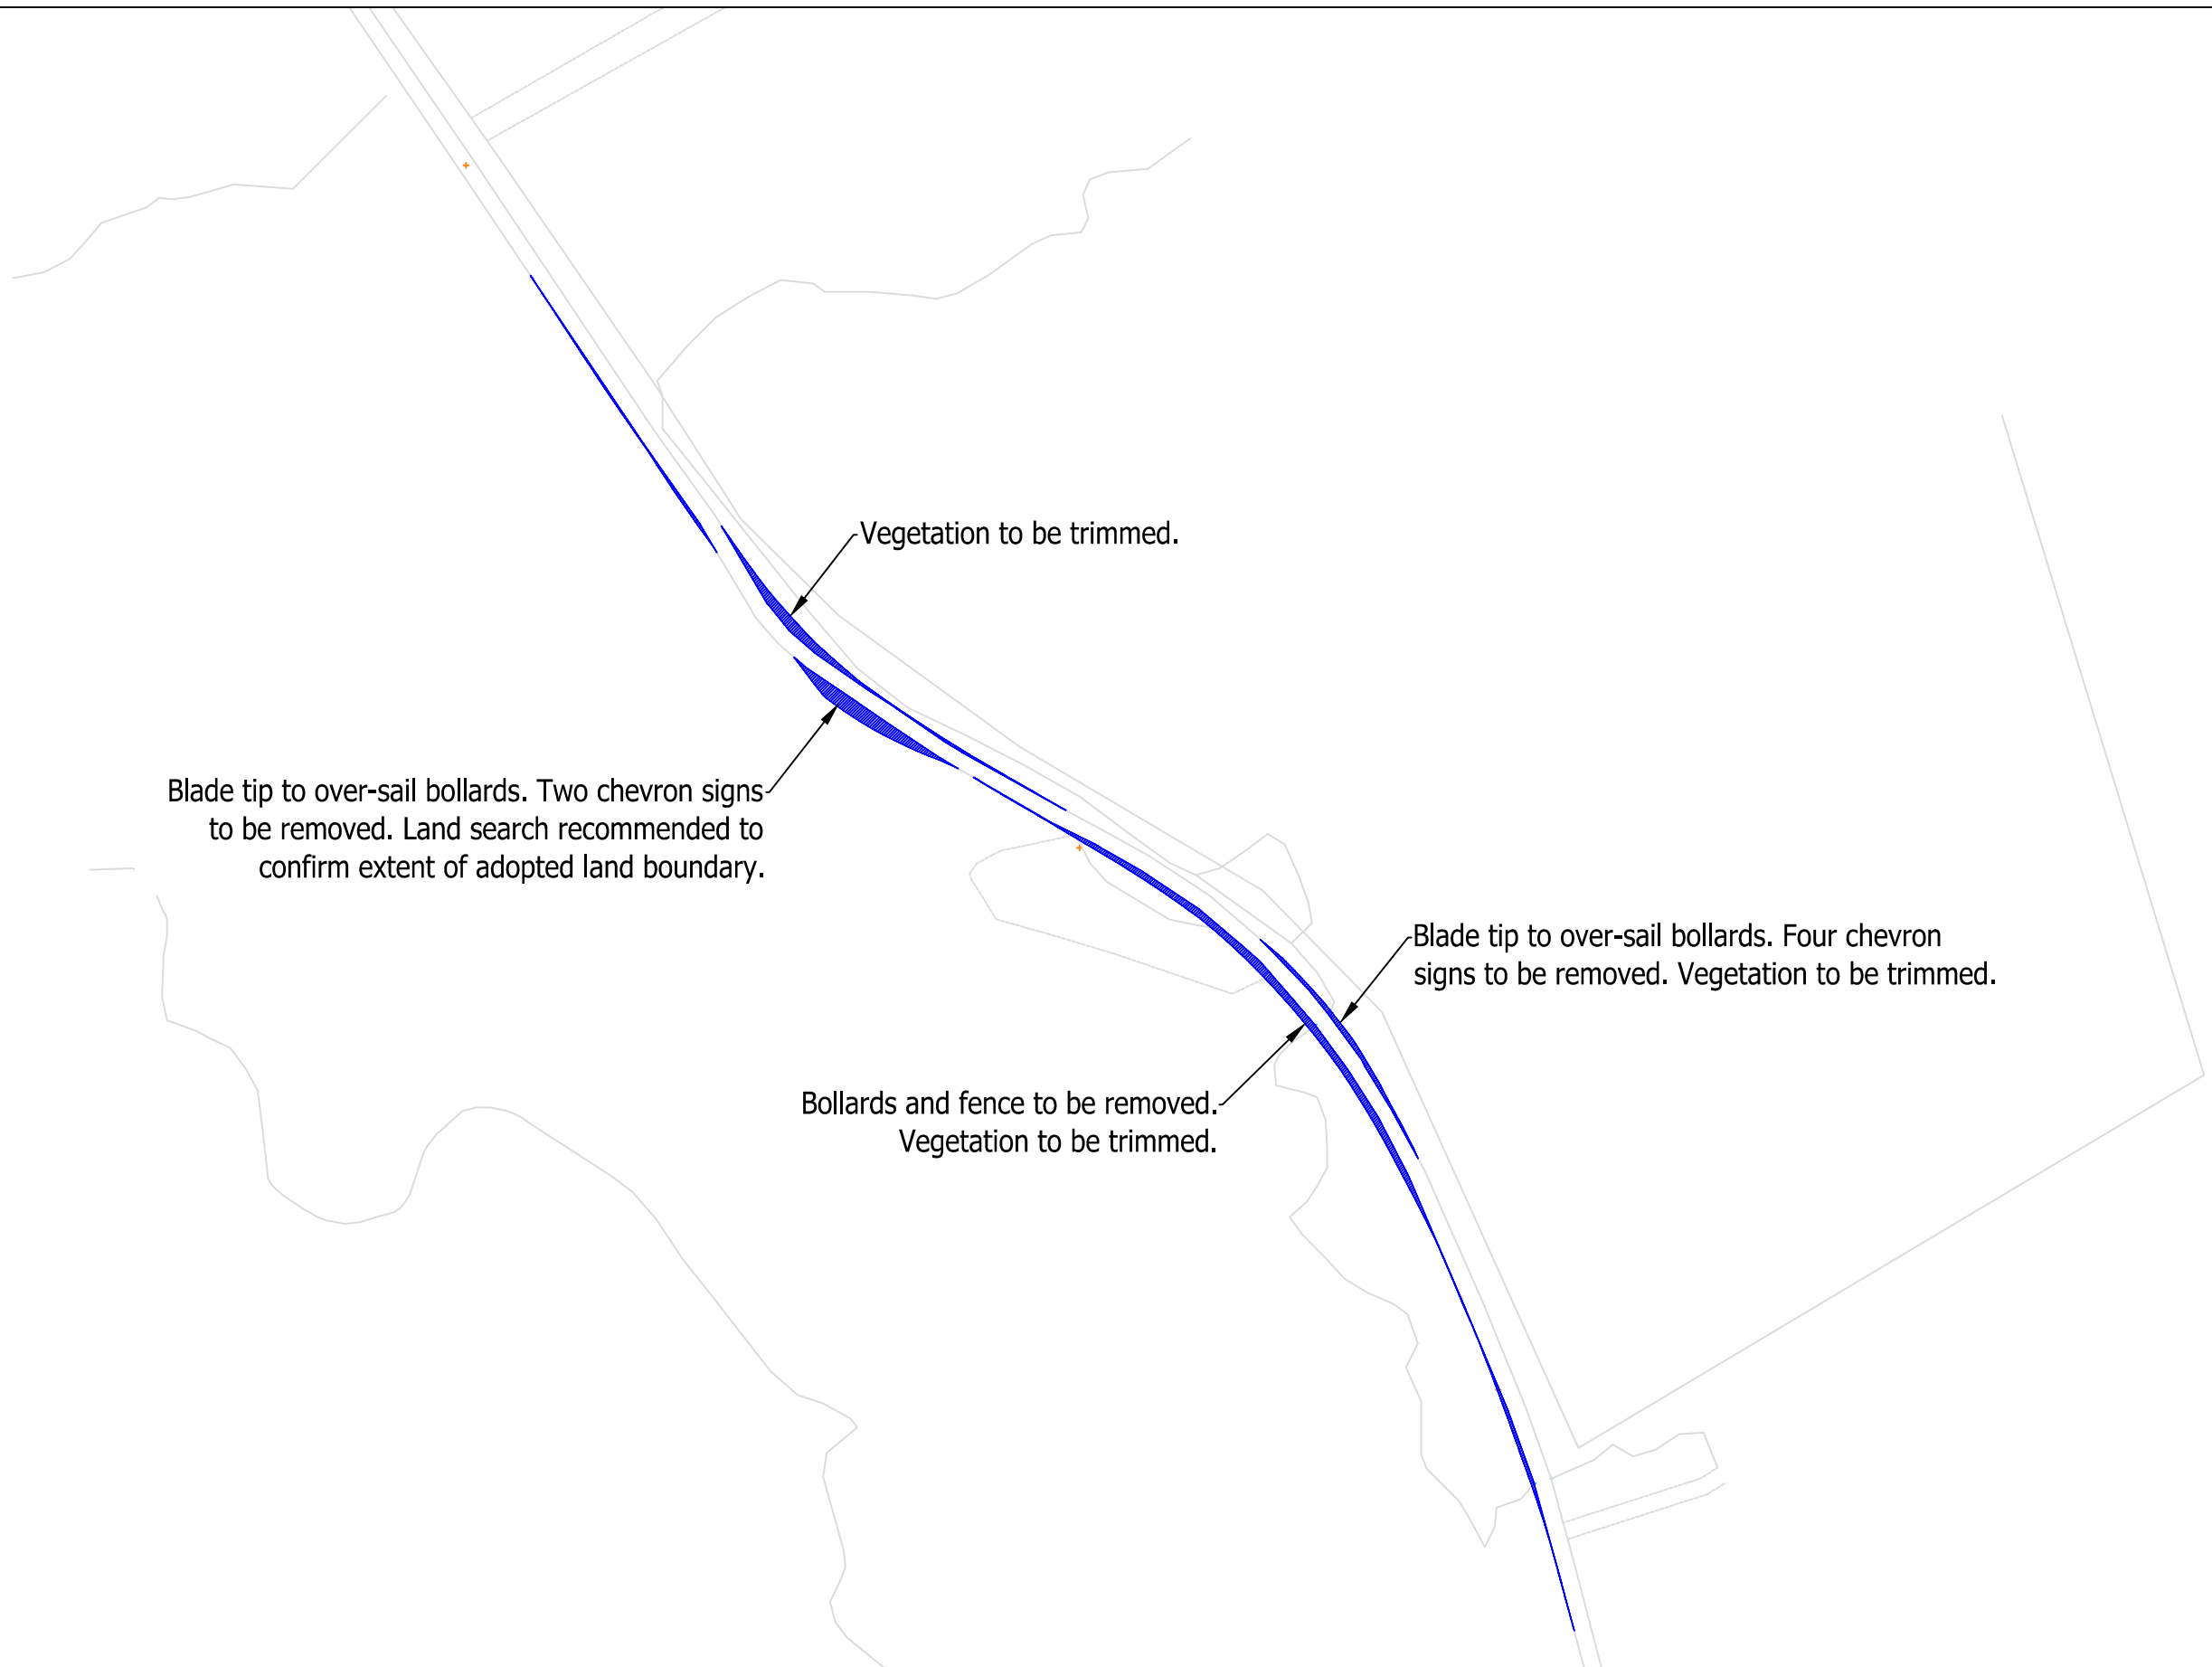 Vegetation to be trimmed.
Blade tip to over-sail bollards. Two chevron signs
to be removed. Land search recommended to
confirm extent of adopted land boundary.
Blade tip to over-sail bollards. Four chevron
signs to be removed. Vegetation to be trimmed.
Bollards and fence to be removed.
Vegetation to be trimmed.